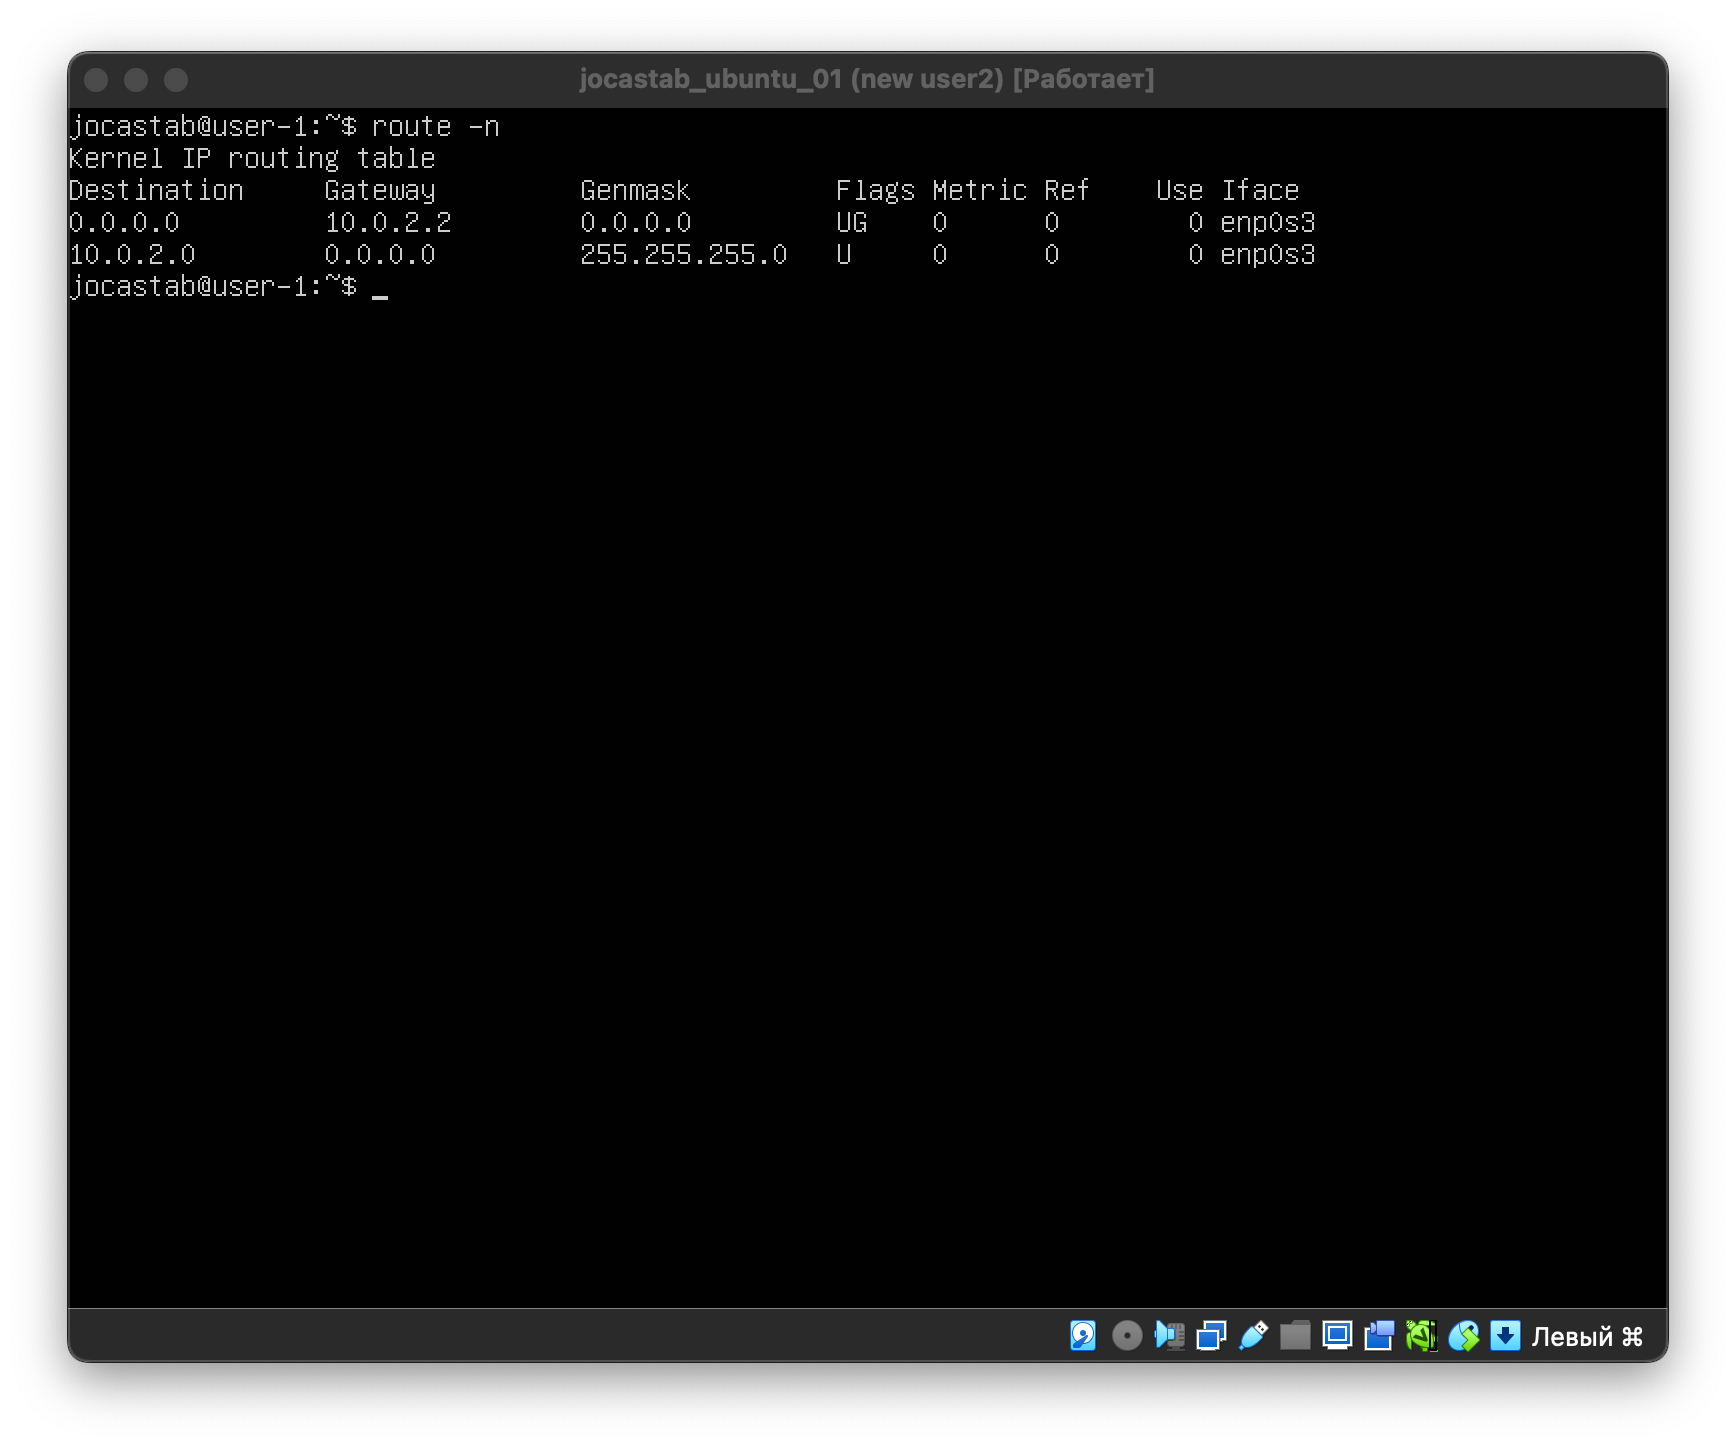 jocastab_ubuntu_01 (new user2) [Работает]
jocastab@user-1:~$ route -n
Kernel IP routing table
Destination     Gateway         Genmask         Flags Metric Ref    Use Iface
0.0.0.0         10.0.2.2        0.0.0.0         UG    0      0        0 enp0s3
10.0.2.0        0.0.0.0         255.255.255.0   U     0      0        0 enp0s3
jocastab@user-1:~$ _
Левый ⌘